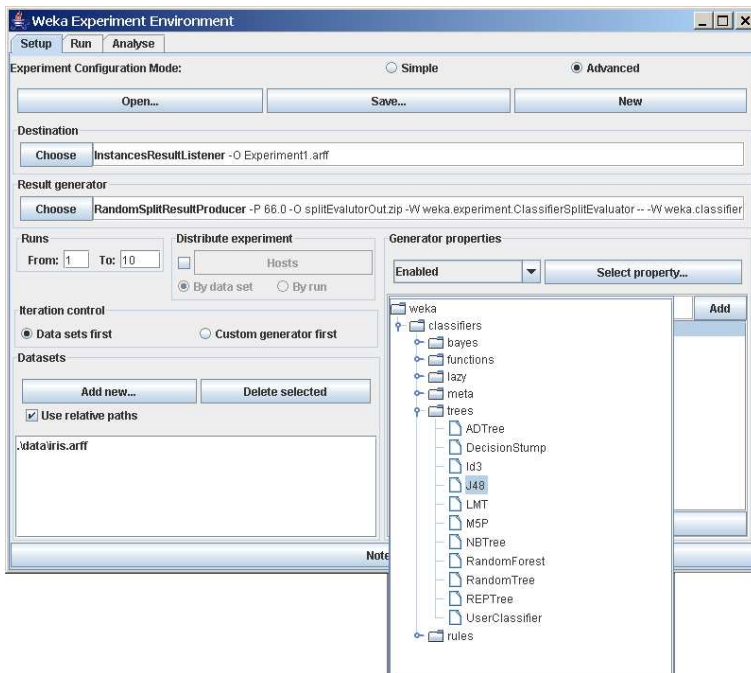 Weka Experiment Environment
Setup Run Analyse
Experiment Configuration Mode: Simple Advanced
Open... Save... New
Destination
Choose InstancesResultListener -O Experiment1.arff
Result generator
Choose RandomSplitResultProducer -P 66.0 -O splitEvalutorOut.zip -W weka.experiment.ClassifierSplitEvaluator -- -W weka.classifier
Runs
From: 1 To: 10
Distribute experiment
Hosts
By data set By run
Generator properties
Enabled Select property...
Iteration control
Data sets first Custom generator first
Datasets
Add new... Delete selected
Use relative paths
.\data\iris.arff
Add
weka
classifiers
bayes
functions
lazy
meta
trees
ADTree
DecisionStump
Id3
J48
LMT
M5P
NBTree
RandomForest
RandomTree
REPTree
UserClassifier
rules
Note